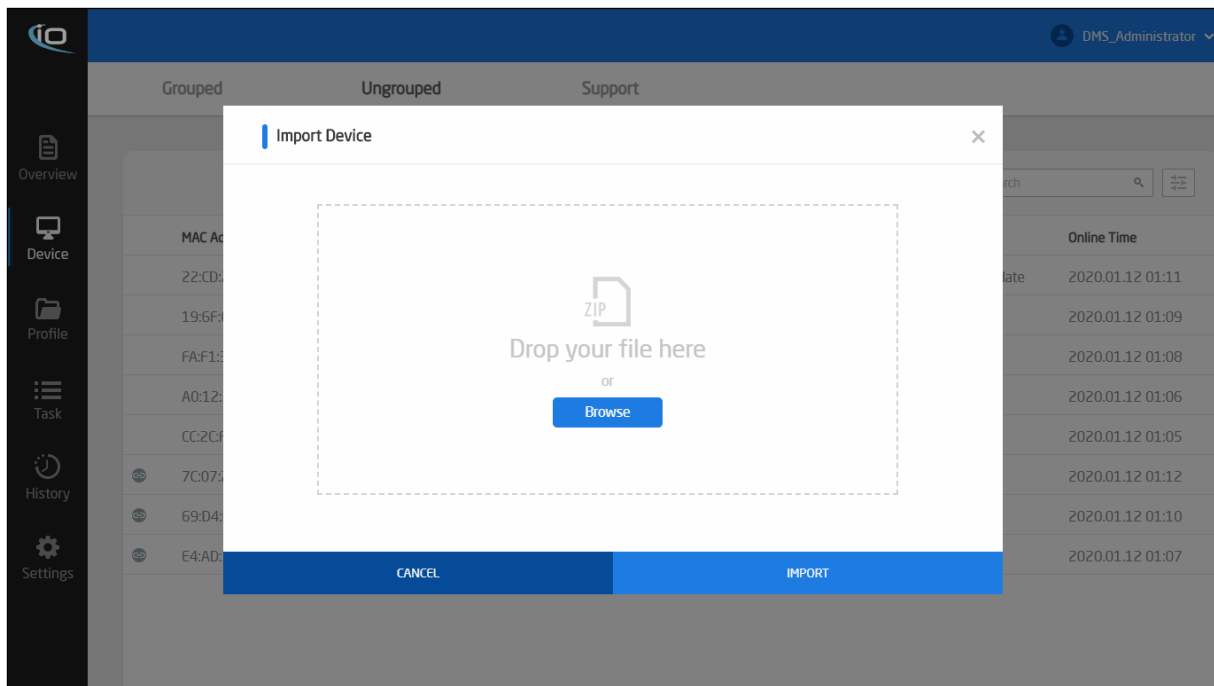 iO
DMS_Administrator
Grouped Ungrouped Support
Import Device
Overview
Device
Profile
Task
History
Settings
MAC Online Time
22:CD: 2020.01.12 01:11
19:6F: 2020.01.12 01:09
FA:F1: 2020.01.12 01:08
A0:12: 2020.01.12 01:06
CC:2C: 2020.01.12 01:05
7C:07: 2020.01.12 01:12
69:D4: 2020.01.12 01:10
E4:AD: 2020.01.12 01:07
ZIP
Drop your file here
or
Browse
CANCEL IMPORT